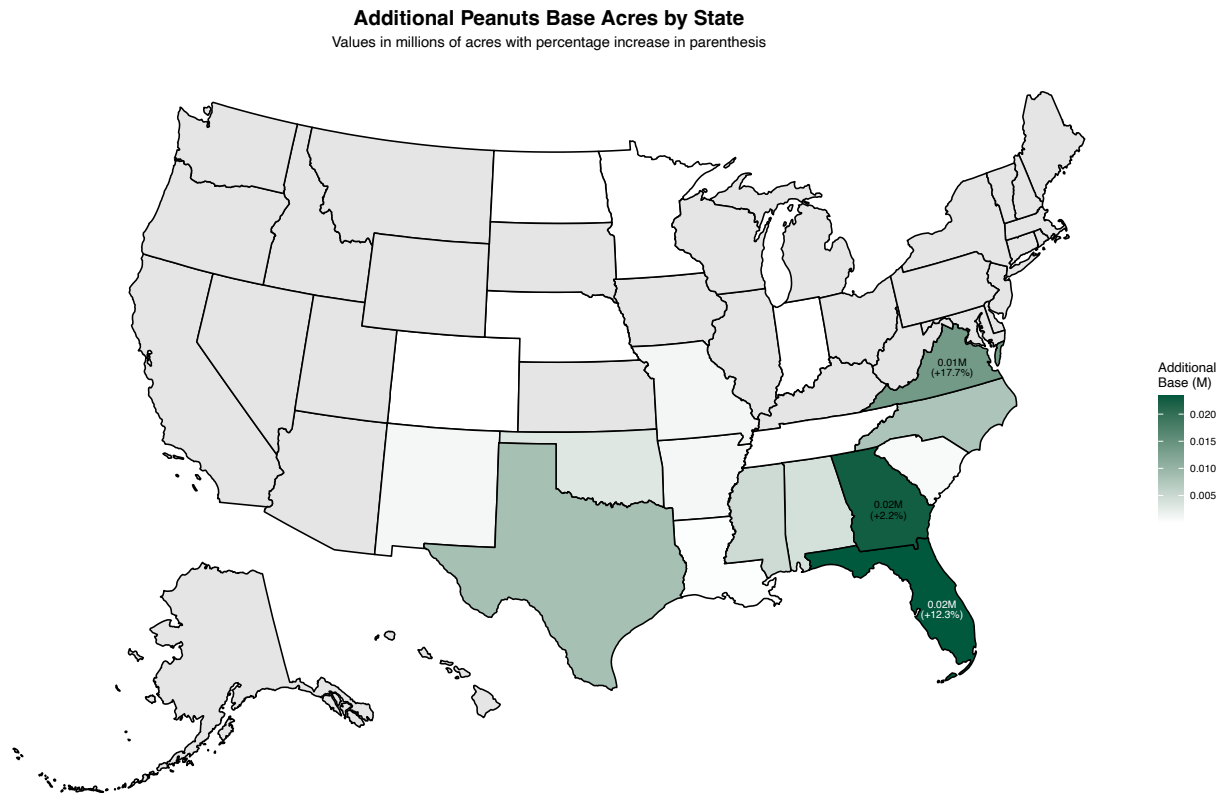 Additional Peanuts Base Acres by State
Values in millions of acres with percentage increase in parenthesis
0.01M
(+17.7%)
0.02M
(+2.2%)
0.02M
(+12.3%)
Additional
Base (M)
0.020
0.015
0.010
0.005